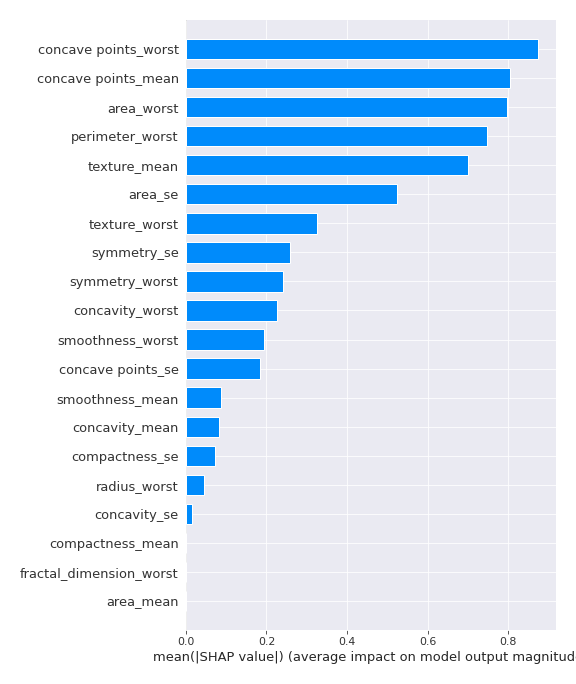 concave points_worst
concave points_mean
area_worst
perimeter_worst
texture_mean
area_se
texture_worst
symmetry_se
symmetry_worst
concavity_worst
smoothness_worst
concave points_se
smoothness_mean
concavity_mean
compactness_se
radius_worst
concavity_se
compactness_mean
fractal_dimension_worst
area_mean
0.0 0.2 0.4 0.6 0.8
mean(|SHAP value|) (average impact on model output magnitud